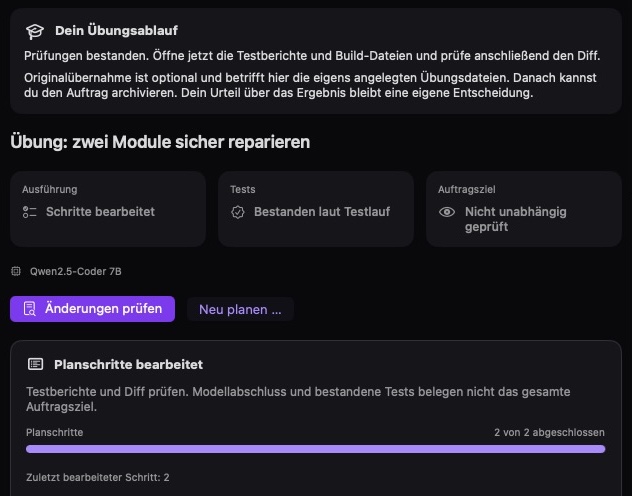 Dein Übungsablauf
Prüfungen bestanden. Öffne jetzt die Testberichte und Build-Dateien und prüfe anschließend den Diff.
Originalübernahme ist optional und betrifft hier die eigens angelegten Übungsdateien. Danach kannst
du den Auftrag archivieren. Dein Urteil über das Ergebnis bleibt eine eigene Entscheidung.
Übung: zwei Module sicher reparieren
Ausführung
Schritte bearbeitet
Tests
Bestanden laut Testlauf
Auftragsziel
Nicht unabhängig
geprüft
Qwen2.5-Coder 7B
Änderungen prüfen
Neu planen ...
Planschritte bearbeitet
Testberichte und Diff prüfen. Modellabschluss und bestandene Tests belegen nicht das gesamte
Auftragsziel.
Planschritte
2 von 2 abgeschlossen
Zuletzt bearbeiteter Schritt: 2